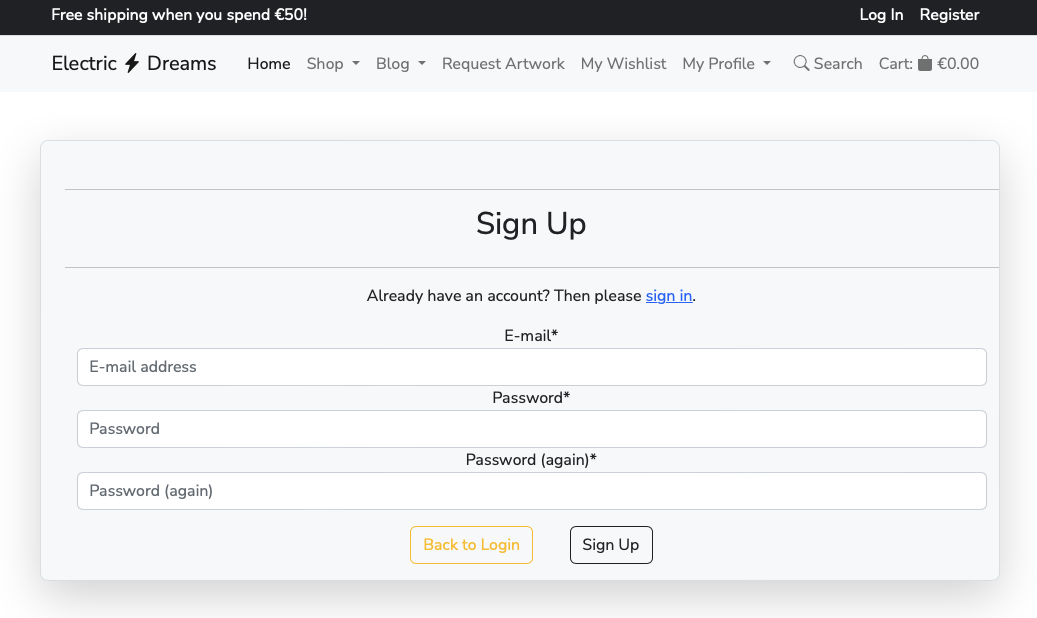 Free shipping when you spend €50! Log In Register
Electric Dreams Home Shop Blog Request Artwork My Wishlist My Profile Search Cart: €0.00
Sign Up
Already have an account? Then please sign in.
E-mail*
E-mail address
Password*
Password
Password (again)*
Password (again)
Back to Login Sign Up